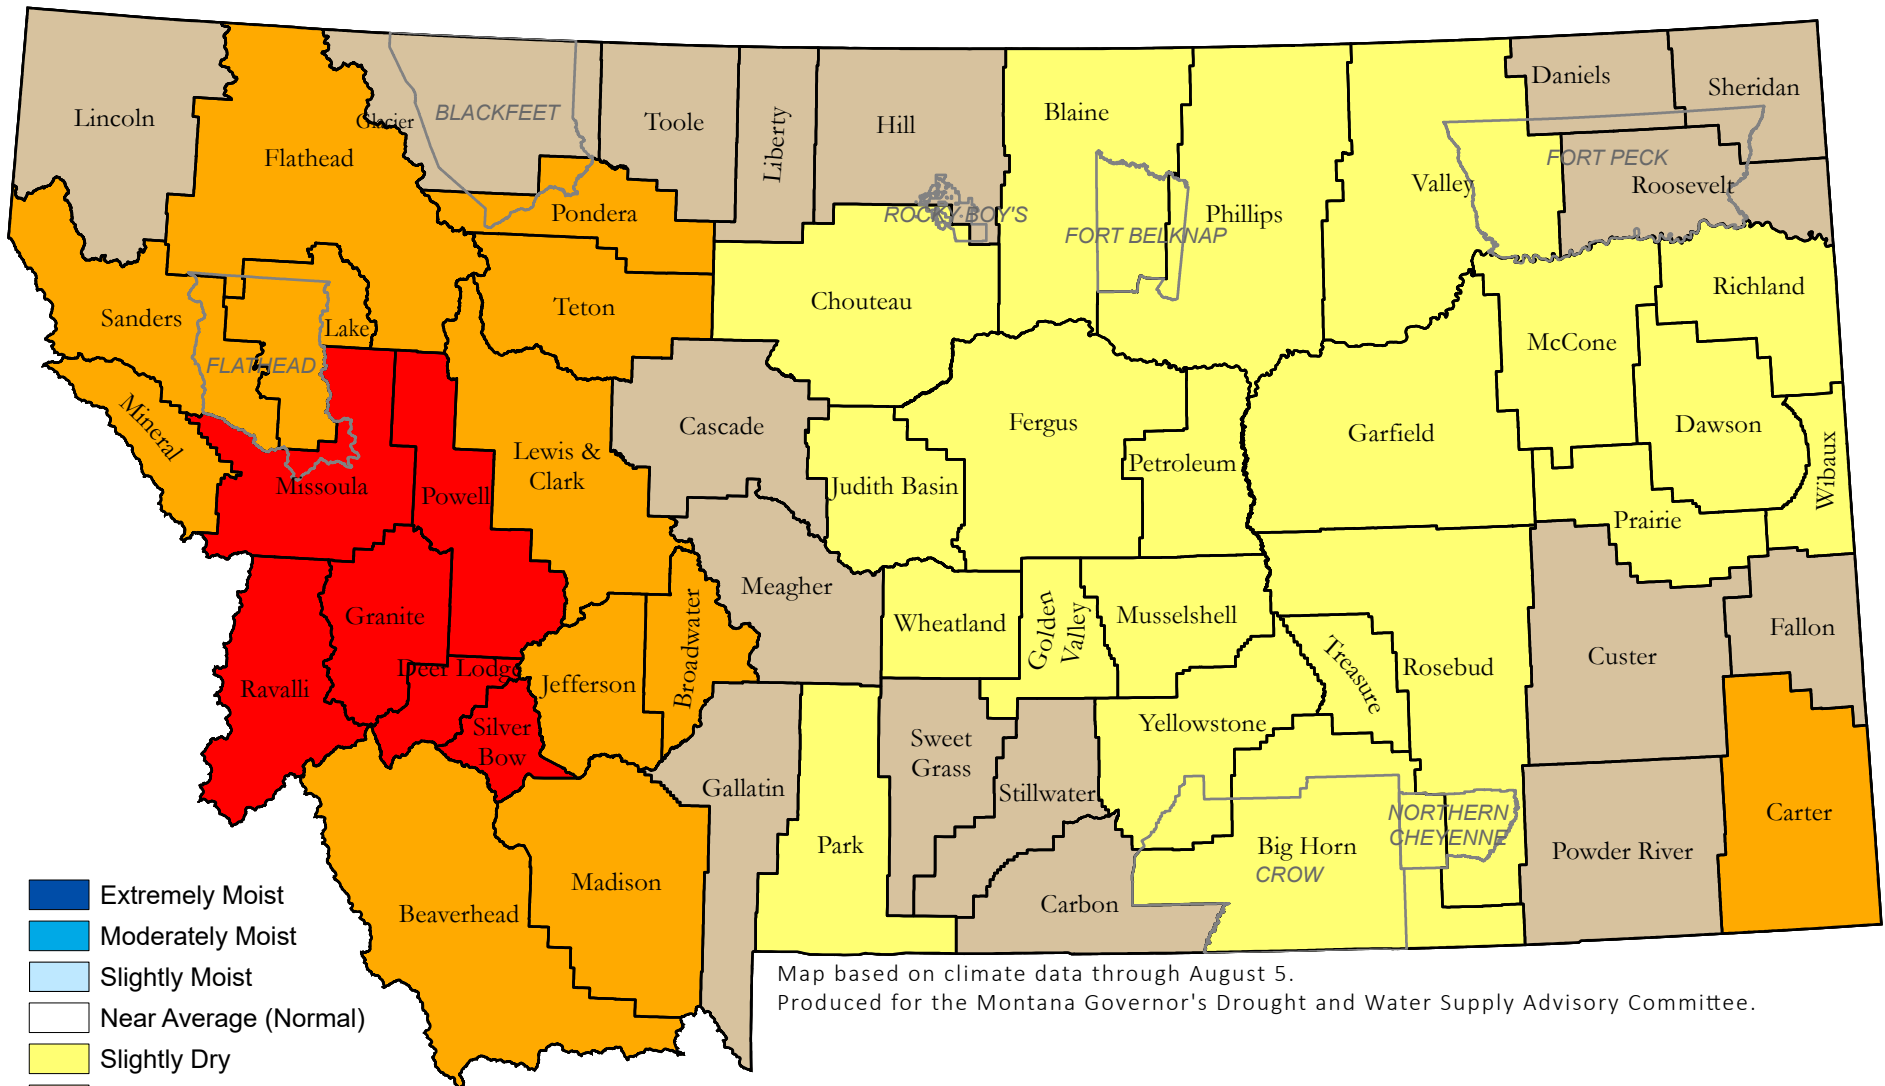 Lincoln
Flathead
Glacier
BLACKFEET
Toole
Liberty
Hill
Blaine
Phillips
Valley
Daniels
Sheridan
FORT PECK
Roosevelt
Pondera
ROCKY BOY'S
FORT BELKNAP
Sanders
Lake
FLATHEAD
Teton
Chouteau
McCone
Richland
Mineral
Missoula
Powell
Lewis &
Clark
Cascade
Judith Basin
Fergus
Petroleum
Garfield
Dawson
Wibaux
Prairie
Ravalli
Granite
Deer Lodge
Silver
Bow
Jefferson
Broadwater
Meagher
Wheatland
Golden
Valley
Musselshell
Treasure
Rosebud
Custer
Fallon
Beaverhead
Madison
Gallatin
Park
Sweet
Grass
Stillwater
Carbon
Yellowstone
Big Horn
CROW
NORTHERN
CHEYENNE
Powder River
Carter
Extremely Moist
Moderately Moist
Slightly Moist
Near Average (Normal)
Slightly Dry
Map based on climate data through August 5.
Produced for the Montana Governor's Drought and Water Supply Advisory Committee.